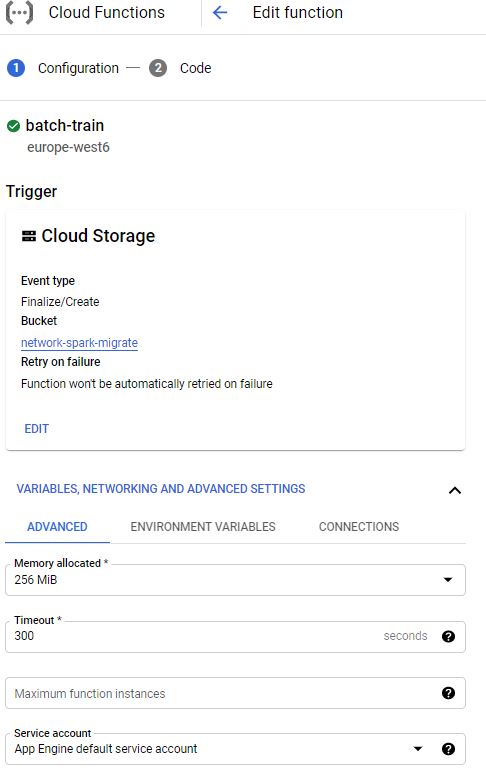 Cloud Functions
Edit function
1 Configuration — 2 Code
batch-train
europe-west6
Trigger
Cloud Storage
Event type
Finalize/Create
Bucket
network-spark-migrate
Retry on failure
Function won't be automatically retried on failure
EDIT
VARIABLES, NETWORKING AND ADVANCED SETTINGS
ADVANCED ENVIRONMENT VARIABLES CONNECTIONS
Memory allocated *
256 MiB
Timeout *
300 seconds
Maximum function instances
Service account
App Engine default service account